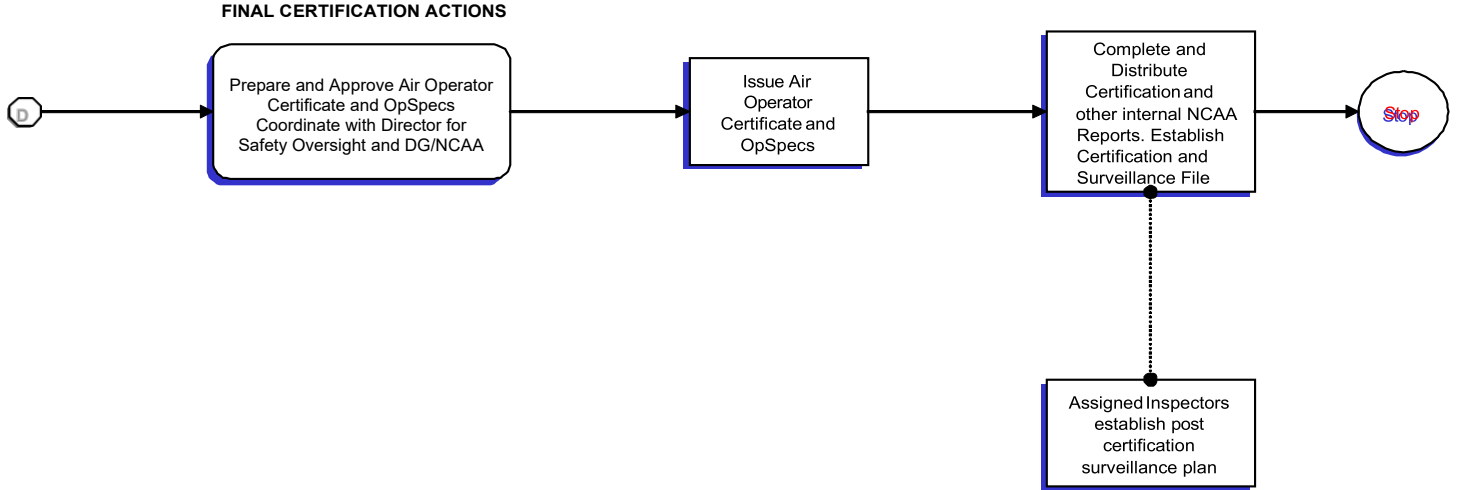 FINAL CERTIFICATION ACTIONS
D
Prepare and Approve Air Operator
Certificate and OpSpecs
Coordinate with Director for
Safety Oversight and DG/NCAA
Issue Air
Operator
Certificate and
OpSpecs
Complete and
Distribute
Certification and
other internal NCAA
Reports. Establish
Certification and
Surveillance File
Stop
Assigned Inspectors
establish post
certification
surveillance plan